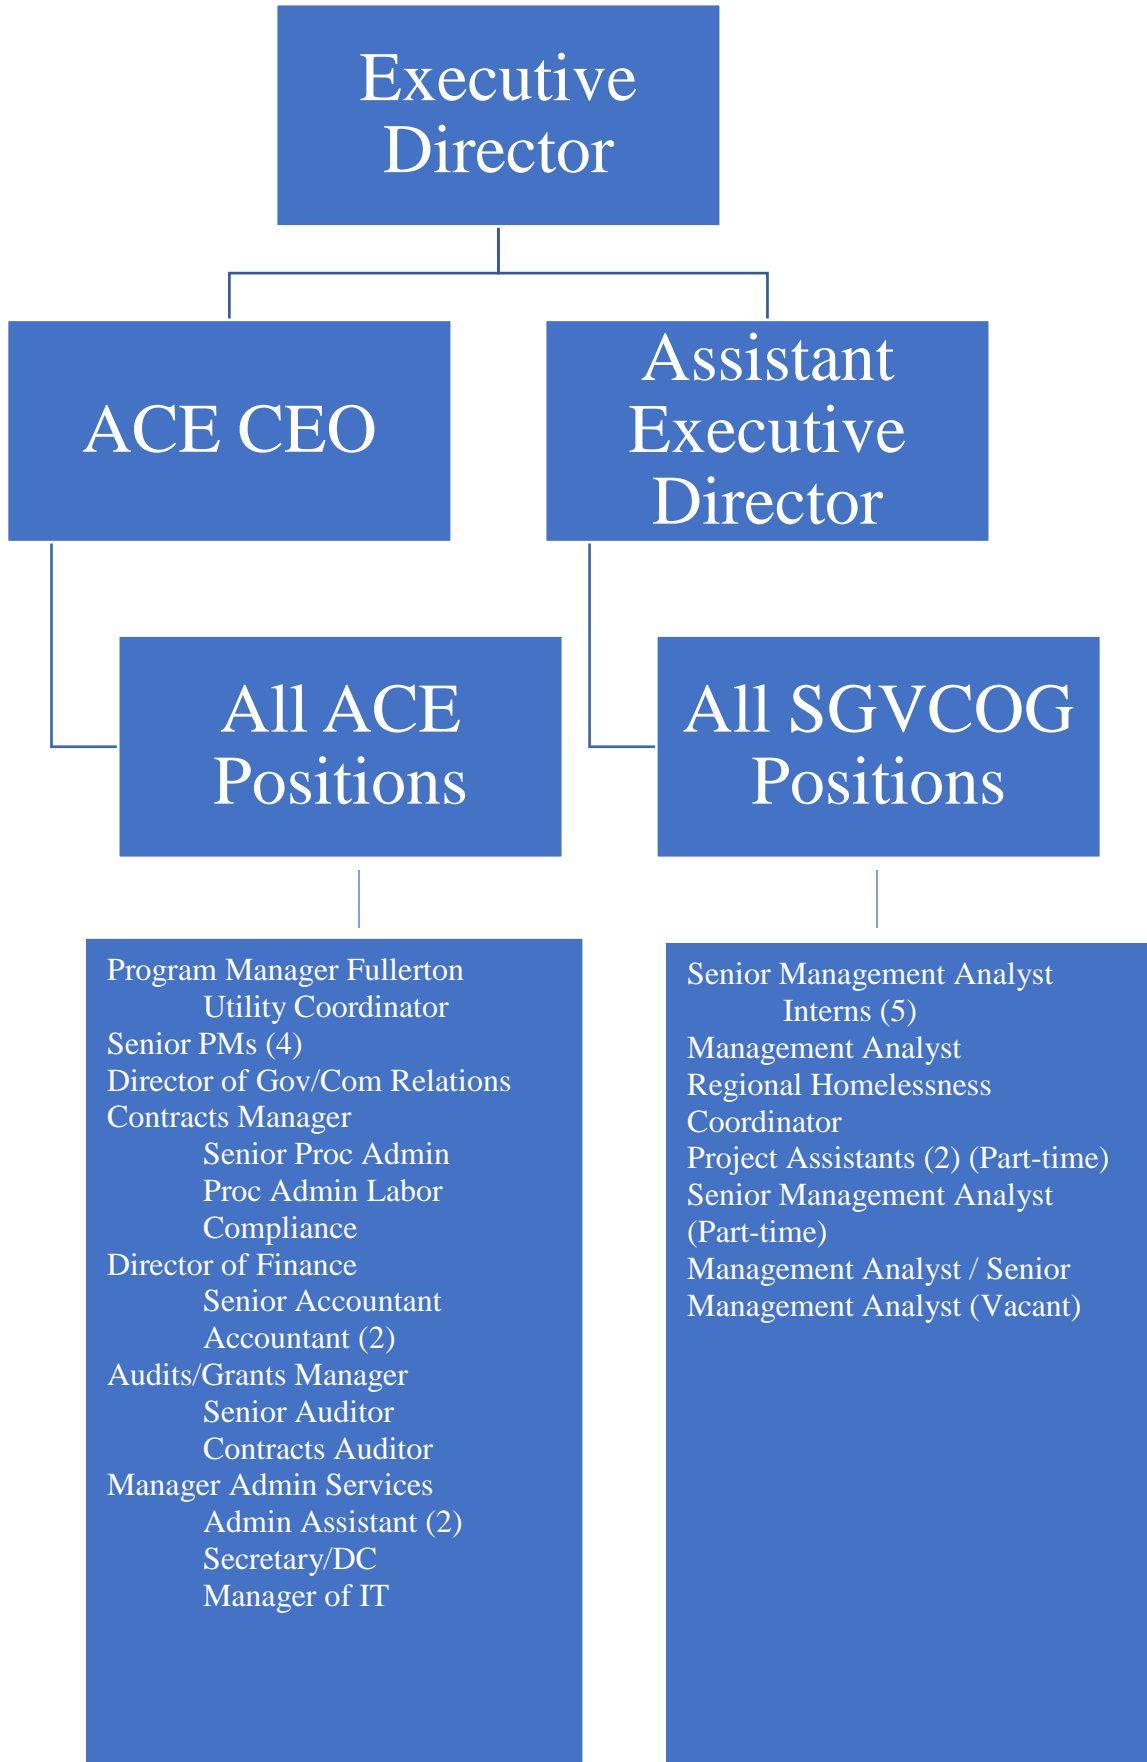 Executive
Director
ACE CEO
Assistant
Executive
Director
All ACE
Positions
All SGVCOG
Positions
Program Manager Fullerton
Utility Coordinator
Senior PMs (4)
Director of Gov/Com Relations
Contracts Manager
Senior Proc Admin
Proc Admin Labor
Compliance
Director of Finance
Senior Accountant
Accountant (2)
Audits/Grants Manager
Senior Auditor
Contracts Auditor
Manager Admin Services
Admin Assistant (2)
Secretary/DC
Manager of IT
Senior Management Analyst
Interns (5)
Management Analyst
Regional Homelessness
Coordinator
Project Assistants (2) (Part-time)
Senior Management Analyst
(Part-time)
Management Analyst / Senior
Management Analyst (Vacant)